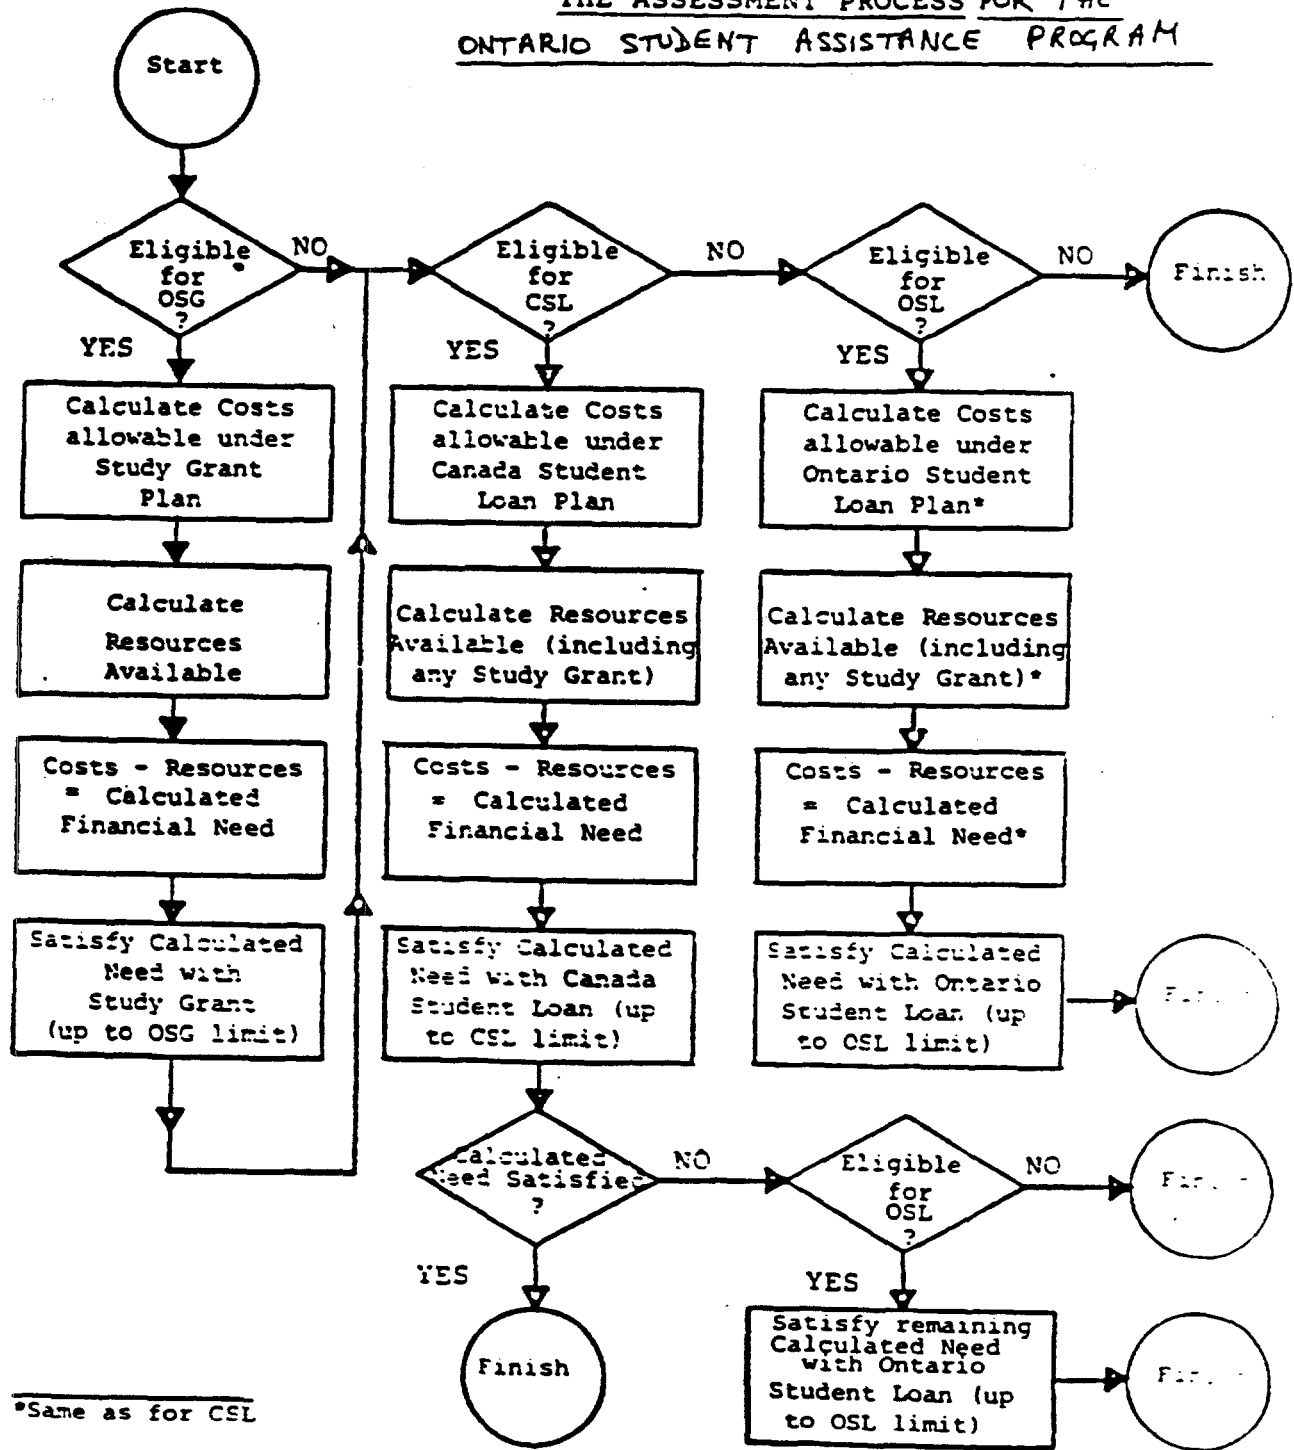 THE ASSESSMENT PROCESS FOR THE
ONTARIO STUDENT ASSISTANCE PROGRAM
Start
Eligible
for
OSG
?
NO
YES
Calculate Costs
allowable under
Study Grant
Plan
Calculate
Resources
Available
Costs - Resources
= Calculated
Financial Need
Satisfy Calculated
Need with
Study Grant
(up to OSG limit)
Eligible
for
CSL
?
NO
YES
Calculate Costs
allowable under
Canada Student
Loan Plan
Calculate Resources
Available (including
any Study Grant)
Costs - Resources
= Calculated
Financial Need
Satisfy Calculated
Need with Canada
Student Loan (up
to CSL limit)
Calculated
Need Satisfied
?
NO
YES
Finish
Eligible
for
OSL
?
NO
Finish
YES
Calculate Costs
allowable under
Ontario Student
Loan Plan*
Calculate Resources
Available (including
any Study Grant)*
Costs - Resources
= Calculated
Financial Need*
Satisfy Calculated
Need with Ontario
Student Loan (up
to OSL limit)
Finish
Eligible
for
OSL
?
NO
Finish
YES
Satisfy remaining
Calculated Need
with Ontario
Student Loan (up
to OSL limit)
Finish
*Same as for CSL